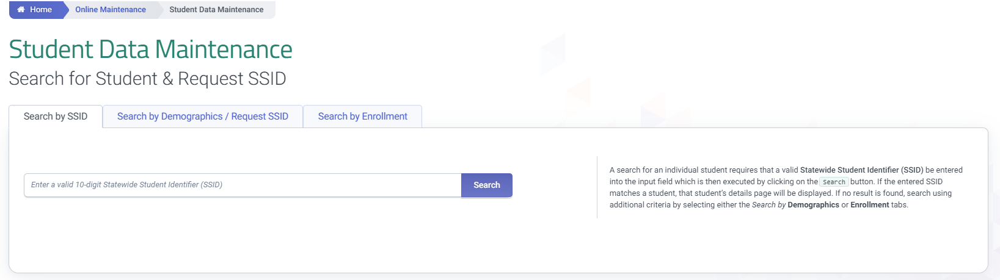 Home Online Maintenance Student Data Maintenance
Student Data Maintenance
Search for Student & Request SSID
Search by SSID Search by Demographics / Request SSID Search by Enrollment
Enter a valid 10-digit Statewide Student Identifier (SSID) Search
A search for an individual student requires that a valid Statewide Student Identifier (SSID) be entered
into the input field which is then executed by clicking on the Search button. If the entered SSID
matches a student, that student's details page will be displayed. If no result is found, search using
additional criteria by selecting either the Search by Demographics or Enrollment tabs.